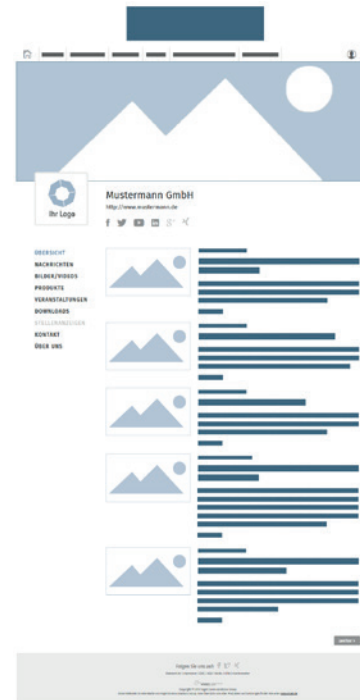 Ihr Logo
Mustermann GmbH
http://www.mustermann.de
ÜBERSICHT
NACHRICHTEN
BILDER/VIDEOS
PRODUKTE
VERANSTALTUNGEN
DOWNLOADS
STELLENANZEIGEN
KONTAKT
ÜBER UNS
Folgen Sie uns auf: